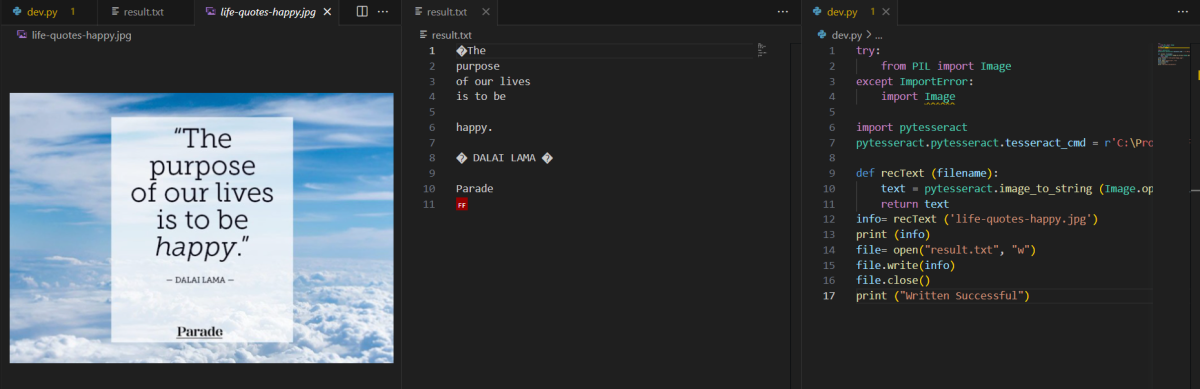 dev.py 1
result.txt
life-quotes-happy.jpg
life-quotes-happy.jpg
“The
purpose
of our lives
is to be
happy.”
— DALAI LAMA —
Parade
result.txt
result.txt
1 �The
2 purpose
3 of our lives
4 is to be
5
6 happy.
7
8 � DALAI LAMA �
9
10 Parade
11 FF
dev.py 1
dev.py > ...
1 try:
2 from PIL import Image
3 except ImportError:
4 import Image
5
6 import pytesseract
7 pytesseract.pytesseract.tesseract_cmd = r'C:\Pro
8
9 def recText (filename):
10 text = pytesseract.image_to_string (Image.op
11 return text
12 info= recText ('life-quotes-happy.jpg')
13 print (info)
14 file= open("result.txt", "w")
15 file.write(info)
16 file.close()
17 print ("Written Successful")